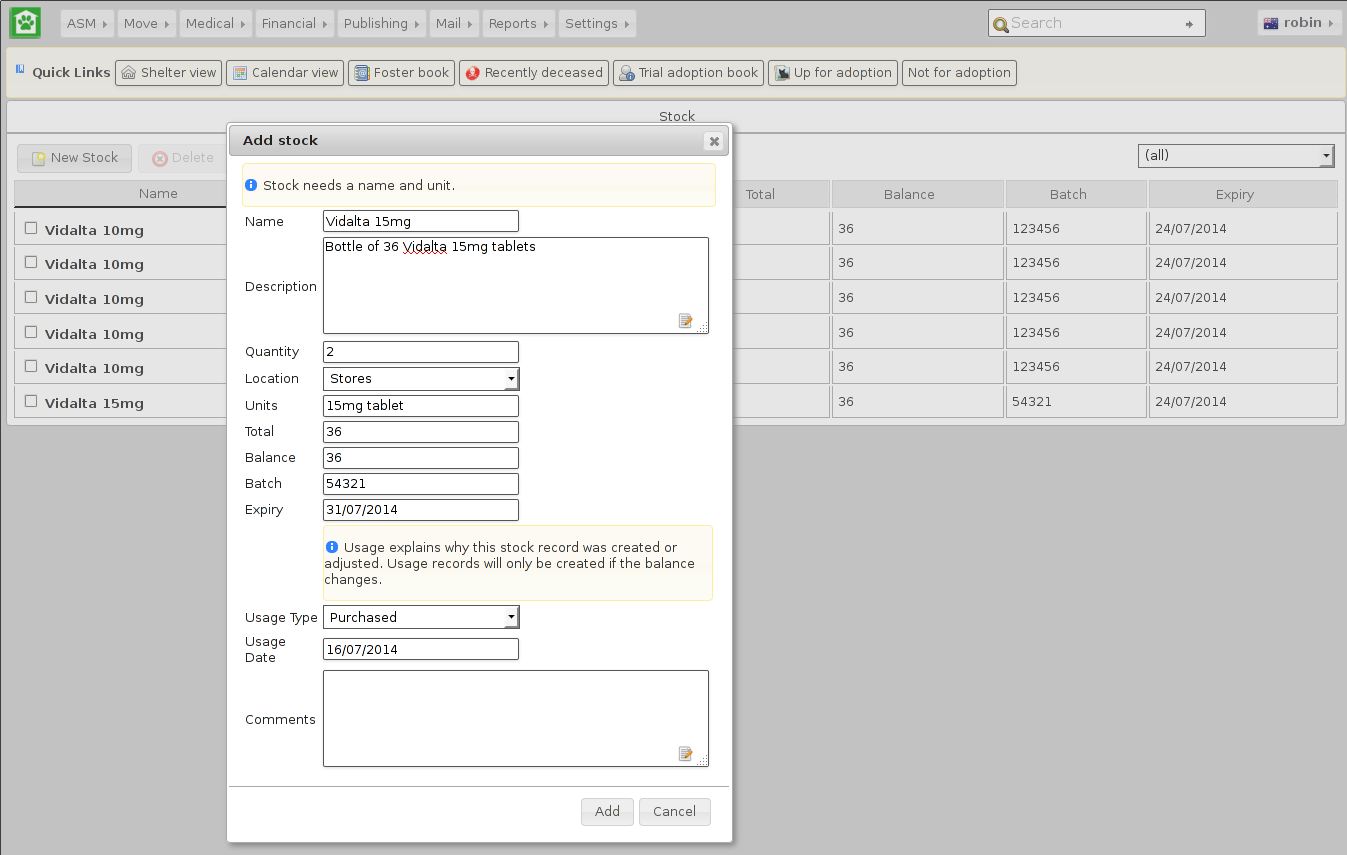 ASM Move Medical Financial Publishing Mail Reports Settings Search robin
Quick Links Shelter view Calendar view Foster book Recently deceased Trial adoption book Up for adoption Not for adoption
Stock
New Stock Delete (all)
Name Total Balance Batch Expiry
Vidalta 10mg 36 123456 24/07/2014
Vidalta 10mg 36 123456 24/07/2014
Vidalta 10mg 36 123456 24/07/2014
Vidalta 10mg 36 123456 24/07/2014
Vidalta 10mg 36 123456 24/07/2014
Vidalta 15mg 36 54321 24/07/2014
Add stock
Stock needs a name and unit.
Name Vidalta 15mg
Description Bottle of 36 Vidalta 15mg tablets
Quantity 2
Location Stores
Units 15mg tablet
Total 36
Balance 36
Batch 54321
Expiry 31/07/2014
Usage explains why this stock record was created or
adjusted. Usage records will only be created if the balance
changes.
Usage Type Purchased
Usage
Date 16/07/2014
Comments
Add Cancel